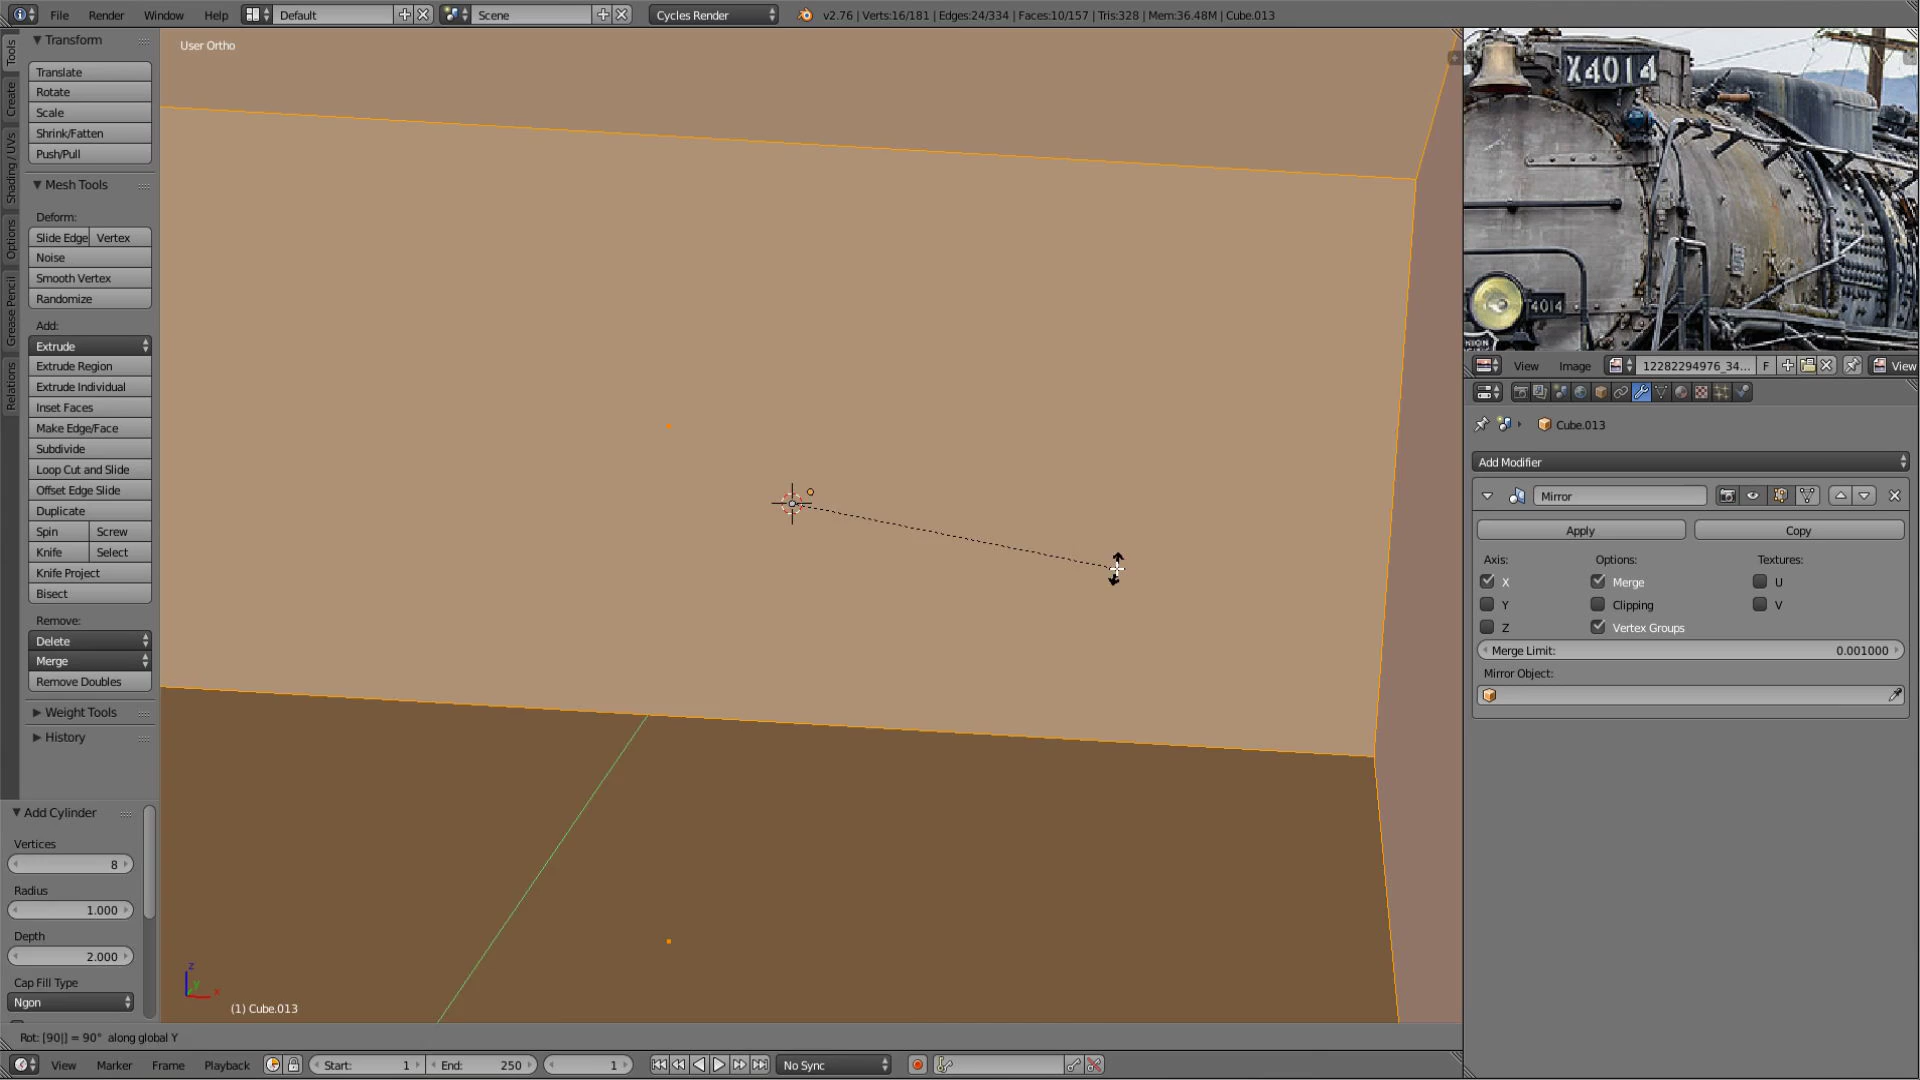 File Render Window Help Default Scene Cycles Render v2.76 | Verts:16/181 | Edges:24/334 | Faces:10/157 | Tris:328 | Mem:36.48M | Cube.013
Tools
Create
Shading / UVs
Options
Grease Pencil
Relations
Transform
Translate
Rotate
Scale
Shrink/Fatten
Push/Pull
Mesh Tools
Deform:
Slide Edge Vertex
Noise
Smooth Vertex
Randomize
Add:
Extrude
Extrude Region
Extrude Individual
Inset Faces
Make Edge/Face
Subdivide
Loop Cut and Slide
Offset Edge Slide
Duplicate
Spin Screw
Knife Select
Knife Project
Bisect
Remove:
Delete
Merge
Remove Doubles
Weight Tools
History
Add Cylinder
Vertices
8
Radius
1.000
Depth
2.000
Cap Fill Type
Ngon
User Ortho
z
y
x
(1) Cube.013
Rot: [90|] = 90° along global Y
View Marker Frame Playback Start: 1 End: 250 1 No Sync
X4014
4014
View Image 12282294976_34... F View
Cube.013
Add Modifier
Mirror
Apply Copy
Axis: Options: Textures:
X Merge U
Y Clipping V
Z Vertex Groups
Merge Limit: 0.001000
Mirror Object: